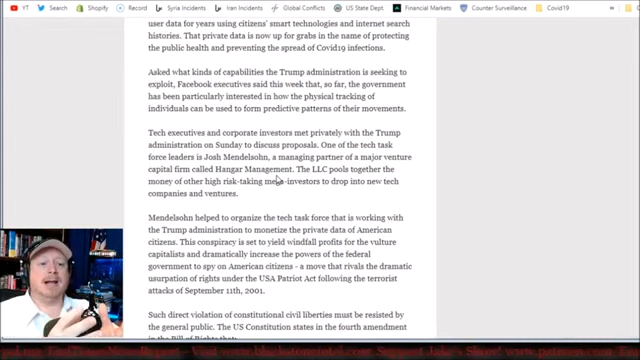 YT
Social
Shop
Rec
Syria Incidents
Iran Incidents
Global Conflicts
US State Dept.
Financial Markets
Counter Surveillance
Covid19
user data for years using citizens' smart technologies and internet search
histories. That private data is now up for grabs in the name of protecting
the public health and preventing the spread of Covid19 infections.
Asked what kinds of capabilities the Trump administration is seeking to
exploit, Facebook executives said this week that, so far, the government
has been particularly interested in how the physical tracking of
individuals can be used to form predictive patterns of their movements.
Tech executives and corporate investors met privately with the Trump
administration on Sunday to discuss proposals. One of the tech task
force leaders is Josh Mendelsohn, a managing partner of a major venture
capital firm called Hangar Management. The LLC pools together the
money of other high risk-taking mega-investors to drop into new tech
companies and ventures.
Mendelsohn helped to organize the tech task force that is working with
the Trump administration to monetize the private data of American
citizens. This conspiracy is set to yield windfall profits for the vulture
capitalists and dramatically increase the powers of the federal
government to spy on American citizens - a move that rivals the dramatic
usurpation of rights under the USA Patriot Act following the terrorist
attacks of September 11th, 2001.
Such direct violation of constitutional civil liberties must be resisted by
the general public. The US Constitution states in the fourth amendment
in the Bill of Rights that: